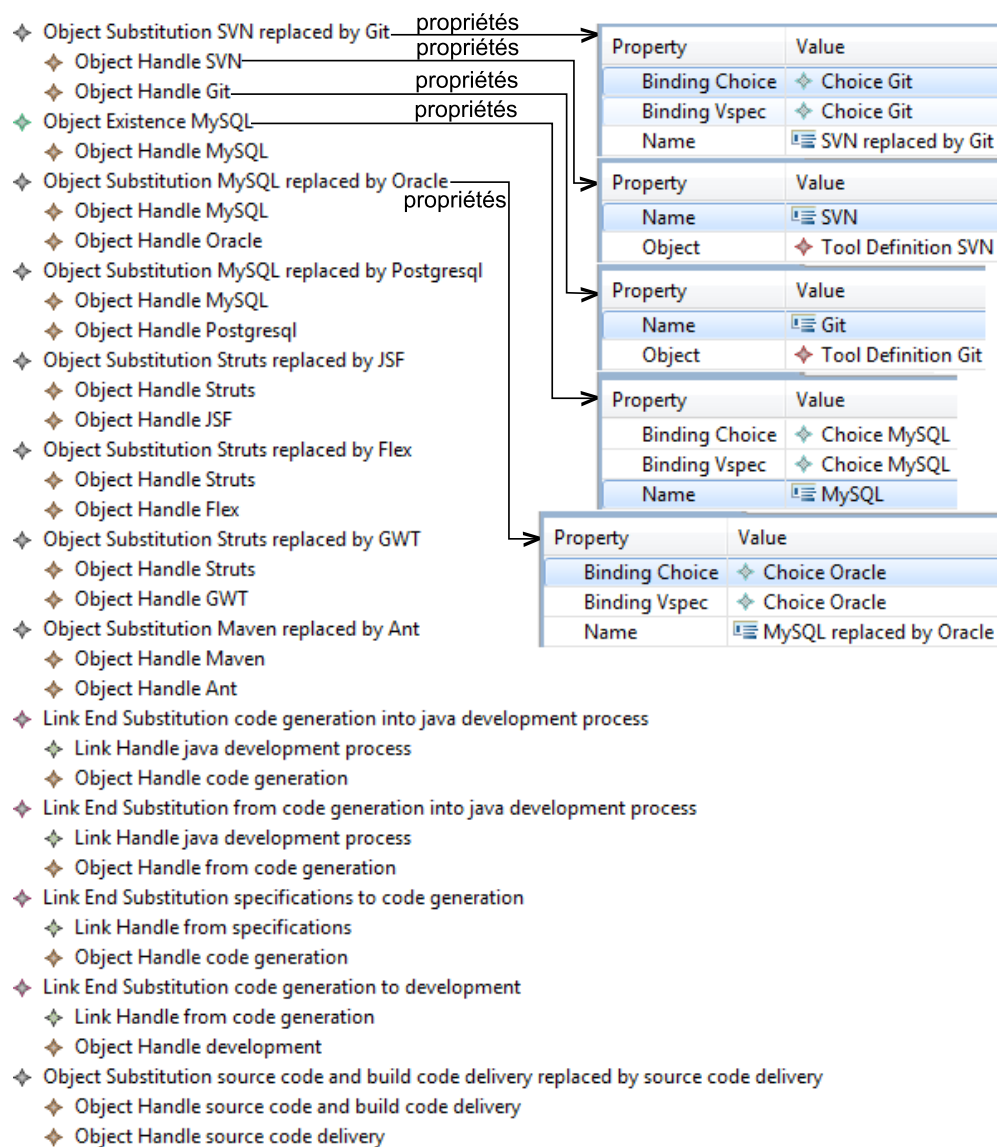 Object Substitution SVN replaced by Git
Object Handle SVN
Object Handle Git
Object Existence MySQL
Object Handle MySQL
Object Substitution MySQL replaced by Oracle
Object Handle MySQL
Object Handle Oracle
Object Substitution MySQL replaced by Postgresql
Object Handle MySQL
Object Handle Postgresql
Object Substitution Struts replaced by JSF
Object Handle Struts
Object Handle JSF
Object Substitution Struts replaced by Flex
Object Handle Struts
Object Handle Flex
Object Substitution Struts replaced by GWT
Object Handle Struts
Object Handle GWT
Object Substitution Maven replaced by Ant
Object Handle Maven
Object Handle Ant
Link End Substitution code generation into java development process
Link Handle java development process
Object Handle code generation
Link End Substitution from code generation into java development process
Link Handle java development process
Object Handle from code generation
Link End Substitution specifications to code generation
Link Handle from specifications
Object Handle code generation
Link End Substitution code generation to development
Link Handle from code generation
Object Handle development
Object Substitution source code and build code delivery replaced by source code delivery
Object Handle source code and build code delivery
Object Handle source code delivery
propriétés
propriétés
propriétés
propriétés
propriétés
Property Value
Binding Choice Choice Git
Binding Vspec Choice Git
Name SVN replaced by Git
Property Value
Name SVN
Object Tool Definition SVN
Property Value
Name Git
Object Tool Definition Git
Property Value
Binding Choice Choice MySQL
Binding Vspec Choice MySQL
Name MySQL
Property Value
Binding Choice Choice Oracle
Binding Vspec Choice Oracle
Name MySQL replaced by Oracle